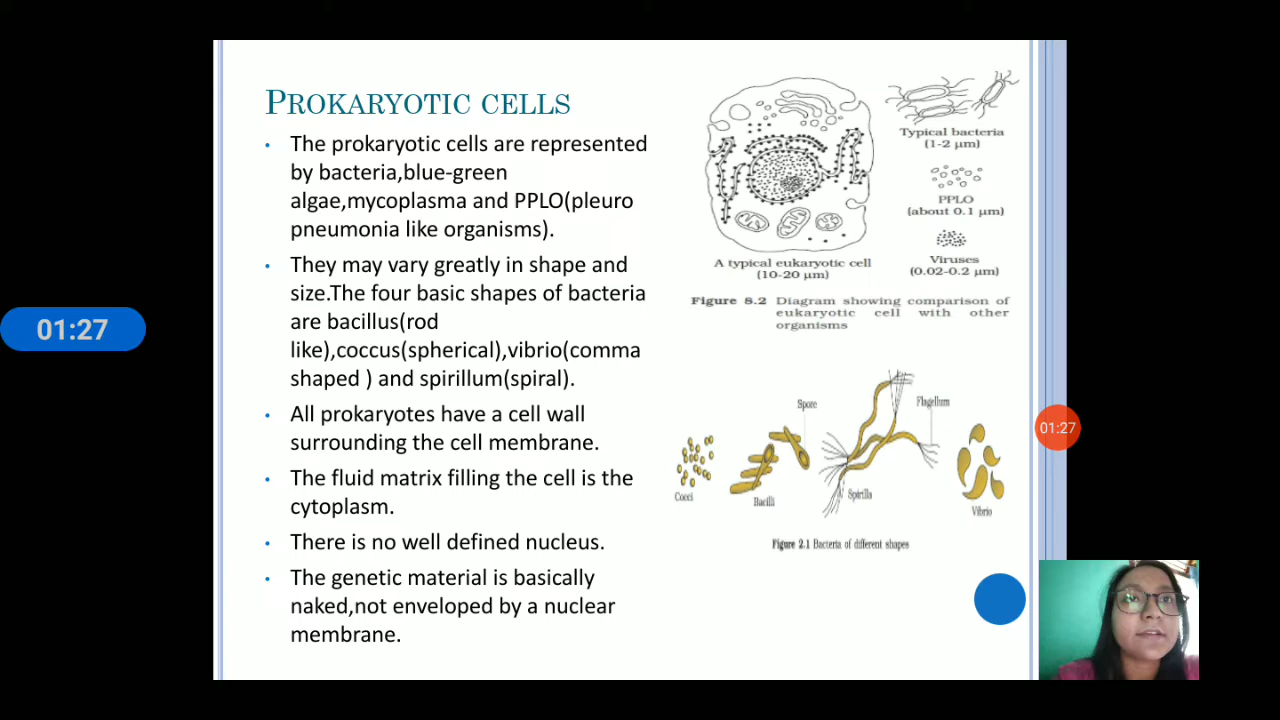 PROKARYOTIC CELLS
• The prokaryotic cells are represented
by bacteria,blue-green
algae,mycoplasma and PPLO(pleuro
pneumonia like organisms).
• They may vary greatly in shape and
size.The four basic shapes of bacteria
are bacillus(rod
like),coccus(spherical),vibrio(comma
shaped ) and spirillum(spiral).
• All prokaryotes have a cell wall
surrounding the cell membrane.
• The fluid matrix filling the cell is the
cytoplasm.
• There is no well defined nucleus.
• The genetic material is basically
naked,not enveloped by a nuclear
membrane.
A typical eukaryotic cell
(10-20 µm)
Typical bacteria
(1-2 µm)
PPLO
(about 0.1 µm)
Viruses
(0.02-0.2 µm)
Figure 8.2 Diagram showing comparison of
eukaryotic cell with other
organisms
Spore
Flagellum
Cocci
Bacilli
Spirilla
Vibrio
Figure 2.1 Bacteria of different shapes
01:27
01:27